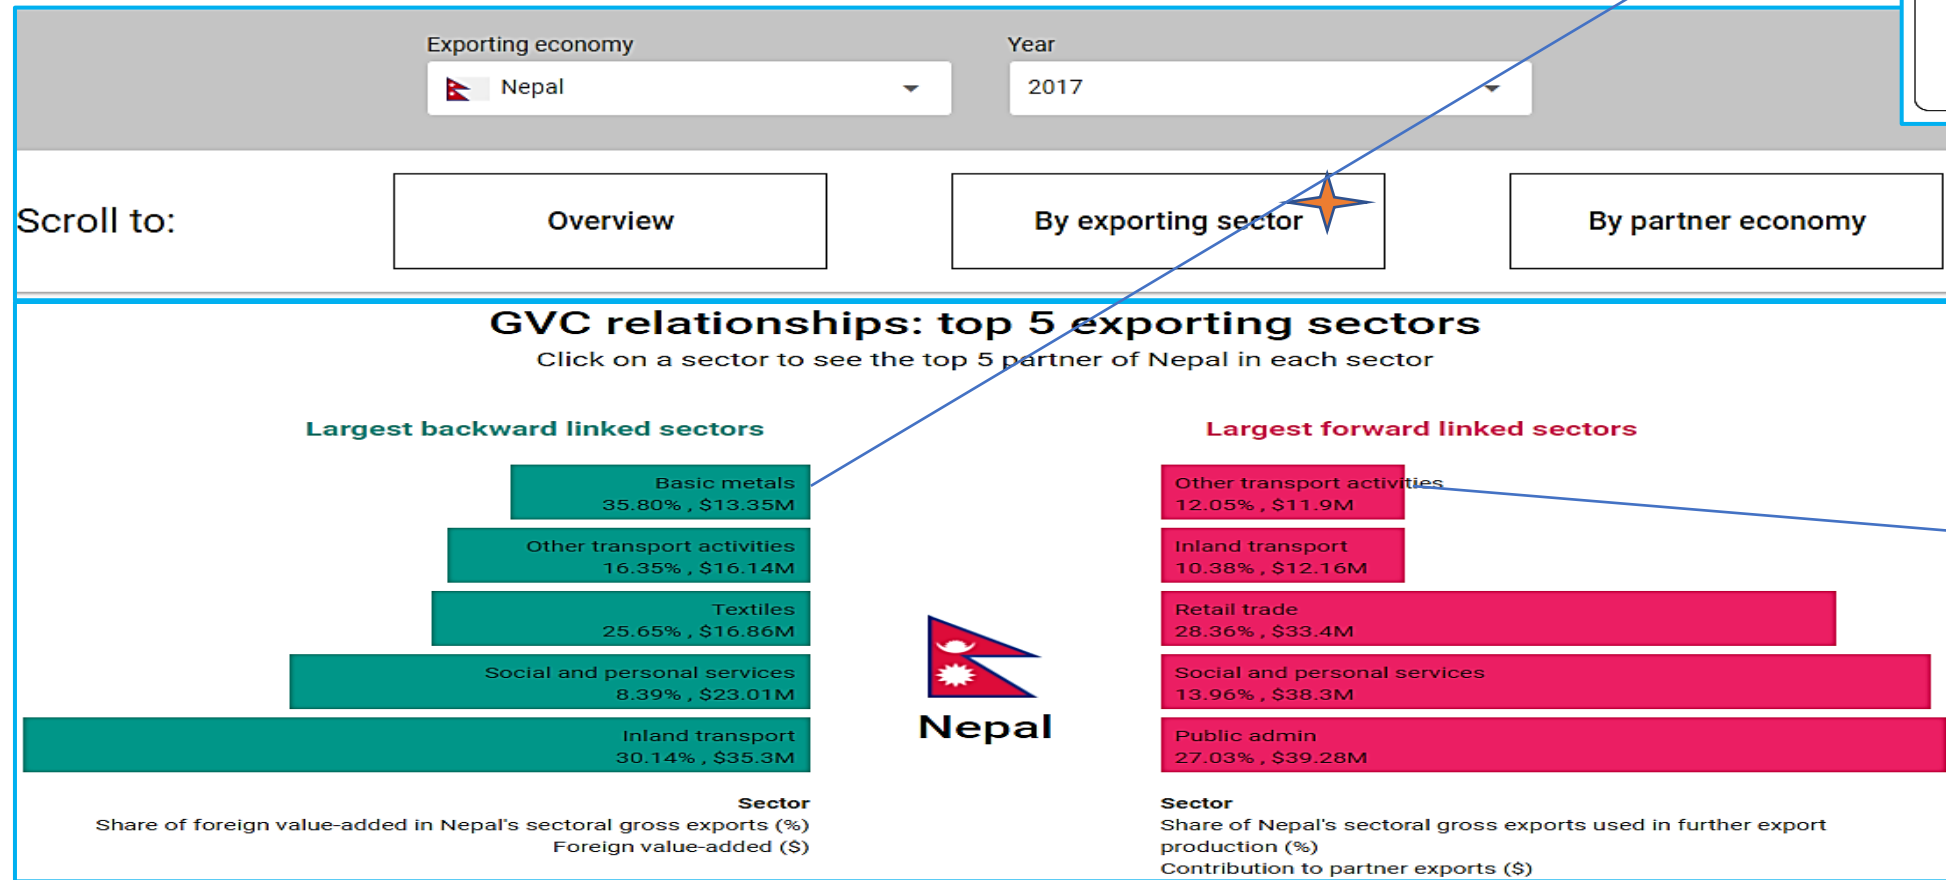 Exporting economy
Year
Nepal
2017
Scroll to:
Overview
By exporting sector
By partner economy
GVC relationships: top 5 exporting sectors
Click on a sector to see the top 5 partner of Nepal in each sector
Largest backward linked sectors
Basic metals
35.80% , $13.35M
Other transport activities
16.35% , $16.14M
Textiles
25.65% , $16.86M
Social and personal services
8.39% , $23.01M
Inland transport
30.14% , $35.3M
Sector
Share of foreign value-added in Nepal's sectoral gross exports (%)
Foreign value-added ($)
Nepal
Largest forward linked sectors
Other transport activities
12.05% , $11.9M
Inland transport
10.38% , $12.16M
Retail trade
28.36% , $33.4M
Social and personal services
13.96% , $38.3M
Public admin
27.03% , $39.28M
Sector
Share of Nepal's sectoral gross exports used in further export
production (%)
Contribution to partner exports ($)